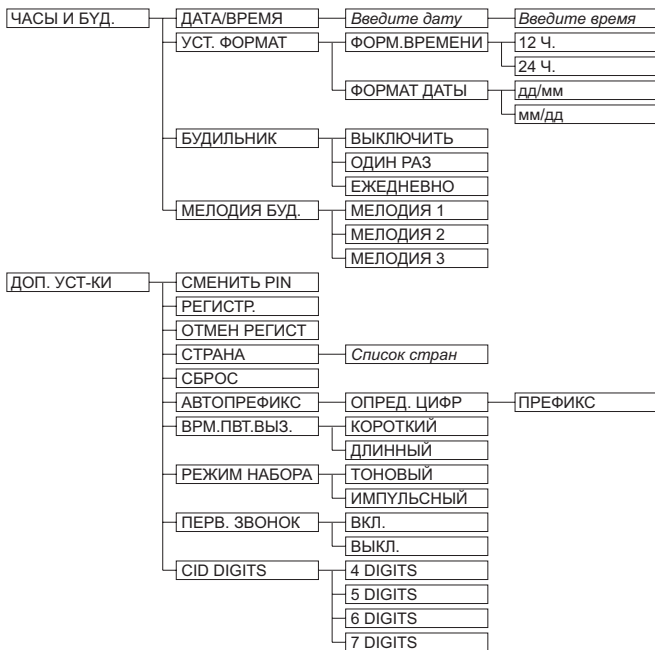 ЧАСЫ И БУД. ДАТА/ВРЕМЯ Введите дату Введите время
УСТ. ФОРМАТ ФОРМ.ВРЕМЕНИ 12 Ч.
24 Ч.
ФОРМАТ ДАТЫ дд/мм
мм/дд
БУДИЛЬНИК ВЫКЛЮЧИТЬ
ОДИН РАЗ
ЕЖЕДНЕВНО
МЕЛОДИЯ БУД. МЕЛОДИЯ 1
МЕЛОДИЯ 2
МЕЛОДИЯ 3
ДОП. УСТ-КИ СМЕНИТЬ PIN
РЕГИСТР.
ОТМЕН РЕГИСТ
СТРАНА Список стран
СБРОС
АВТОПРЕФИКС ОПРЕД. ЦИФР ПРЕФИКС
ВРМ.ПВТ.ВЫЗ. КОРОТКИЙ
ДЛИННЫЙ
РЕЖИМ НАБОРА ТОНОВЫЙ
ИМПУЛЬСНЫЙ
ПЕРВ. ЗВОНОК ВКЛ.
ВЫКЛ.
CID DIGITS 4 DIGITS
5 DIGITS
6 DIGITS
7 DIGITS